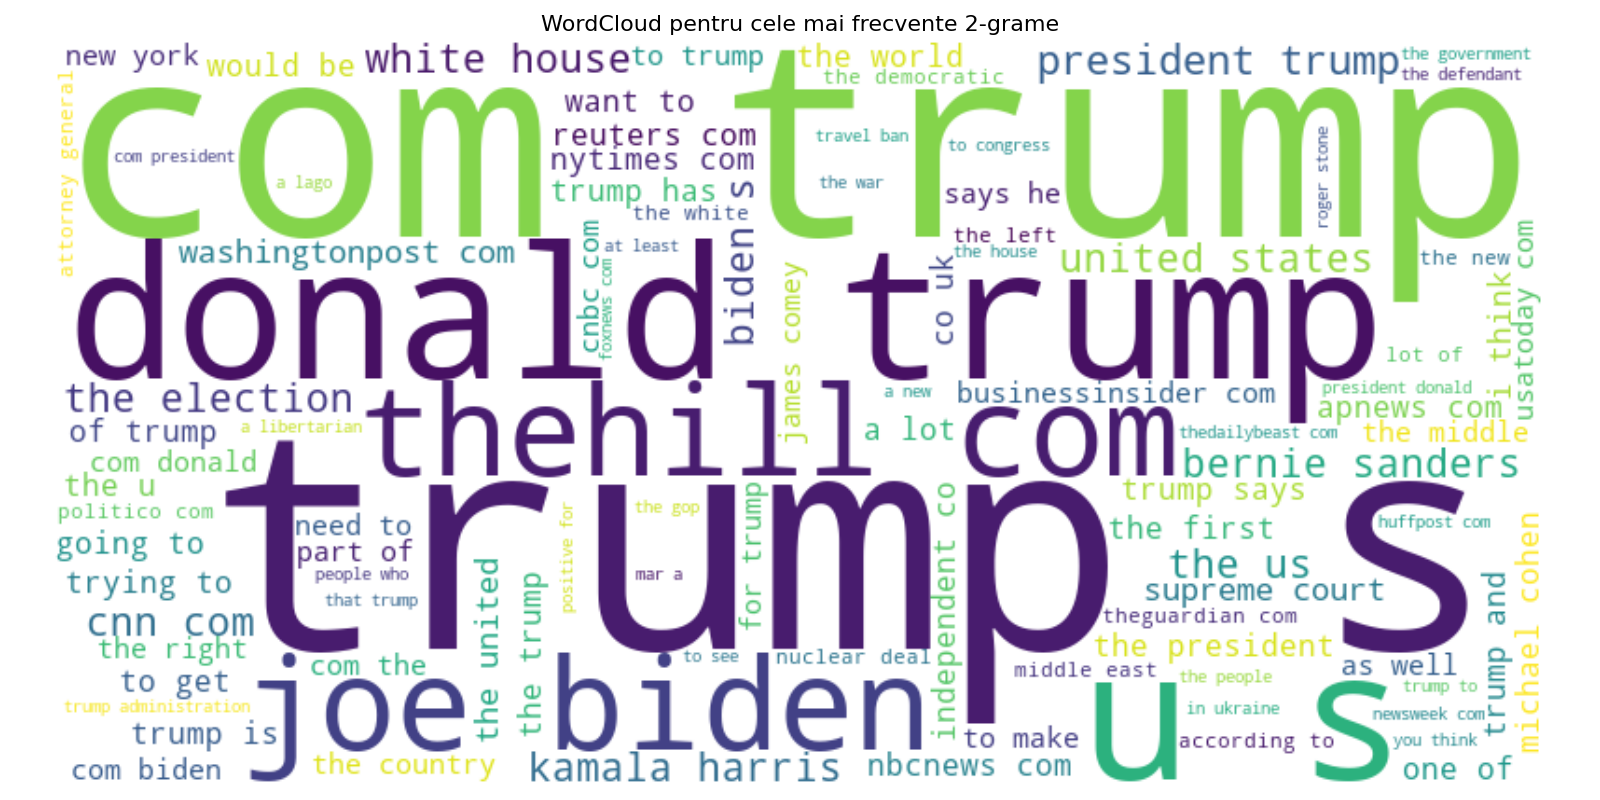 WordCloud pentru cele mai frecvente 2-grame
new york
would be
white house
to trump
the world
the democratic
president trump
the government
the defendant
attorney general
com trump
com president
a lago
want to
reuters com
nytimes com
trump has
the white
travel ban
the war
to congress
says he
roger stone
the left
washingtonpost com
at least
cnbc com
foxnews com
biden s
james comey
co uk
the house
united states
the new
usatoday com
i think
donald trump
lot of
president donald
apnews com
the election
of trump
a libertarian
thehill com
a new
businessinsider com
a lot
thedailybeast com
the middle
com donald
the u
politico com
bernie sanders
trump says
trump s
going to
need to
part of
people who
that trump
positive for
the gop
mar a
for trump
independent co
the first
huffpost com
the us
supreme court
trying to
cnn com
the united
the trump
theguardian com
trump and
michael cohen
the right
com the
to see
nuclear deal
the president
middle east
the people
as well
to get
joe biden
trump to
trump administration
in ukraine
newsweek com
trump is
to make
u s
according to
you think
com biden
the country
kamala harris
nbcnews com
one of